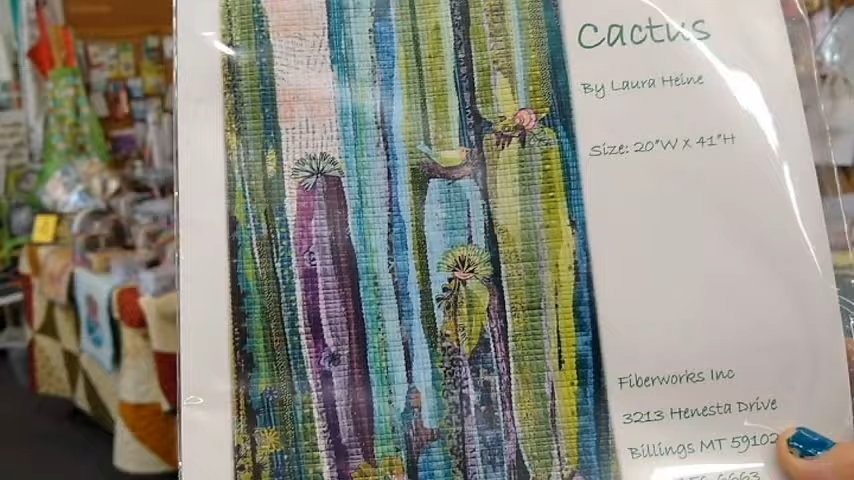 Cactus
By Laura Heine
Size: 20"W x 41"H
Fiberworks Inc
3213 Henesta Drive
Billings MT 59102